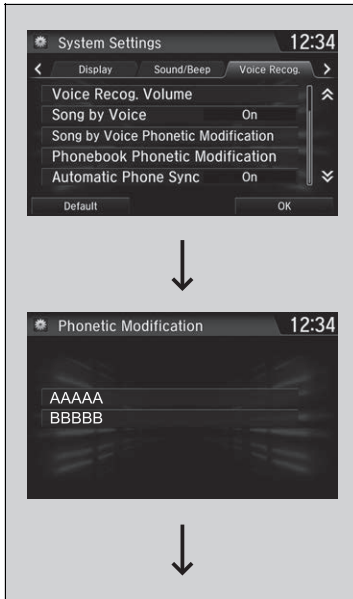 System Settings 12:34
Display Sound/Beep Voice Recog.
Voice Recog. Volume
Song by Voice On
Song by Voice Phonetic Modification
Phonebook Phonetic Modification
Automatic Phone Sync On
Default OK
Phonetic Modification 12:34
AAAAA
BBBBB